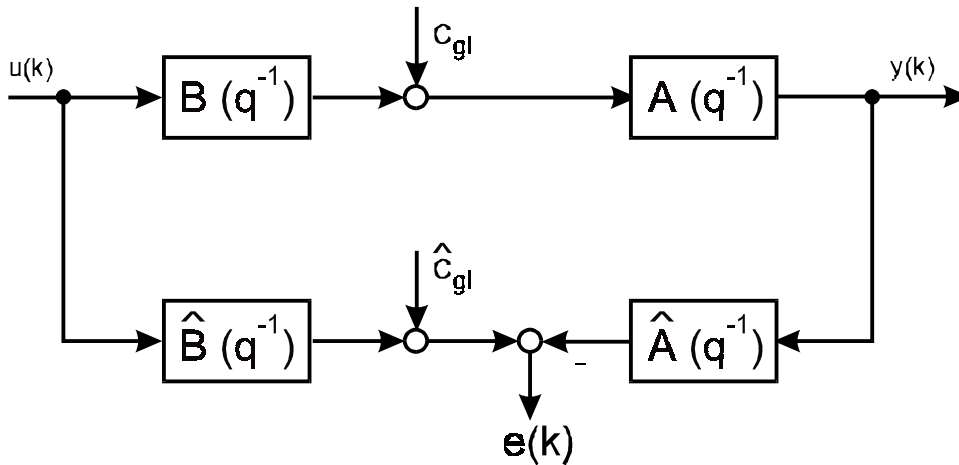 u(k)
B (q⁻¹)
c_gl
A (q⁻¹)
y(k)
B̂ (q⁻¹)
ĉ_gl
Â (q⁻¹)
–
e(k)